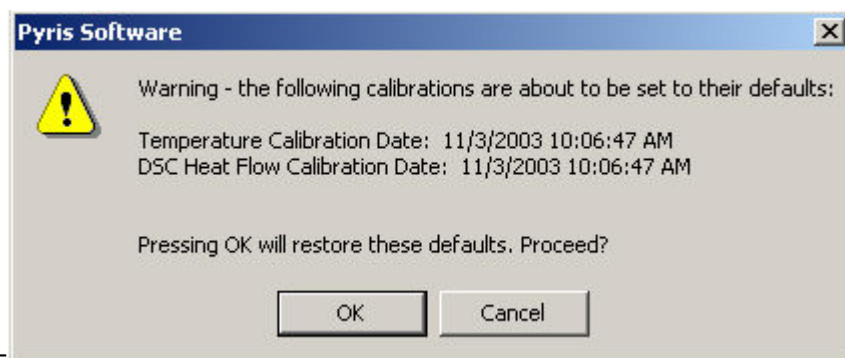 Pyris Software
Warning - the following calibrations are about to be set to their defaults:
Temperature Calibration Date: 11/3/2003 10:06:47 AM
DSC Heat Flow Calibration Date: 11/3/2003 10:06:47 AM
Pressing OK will restore these defaults. Proceed?
OK
Cancel